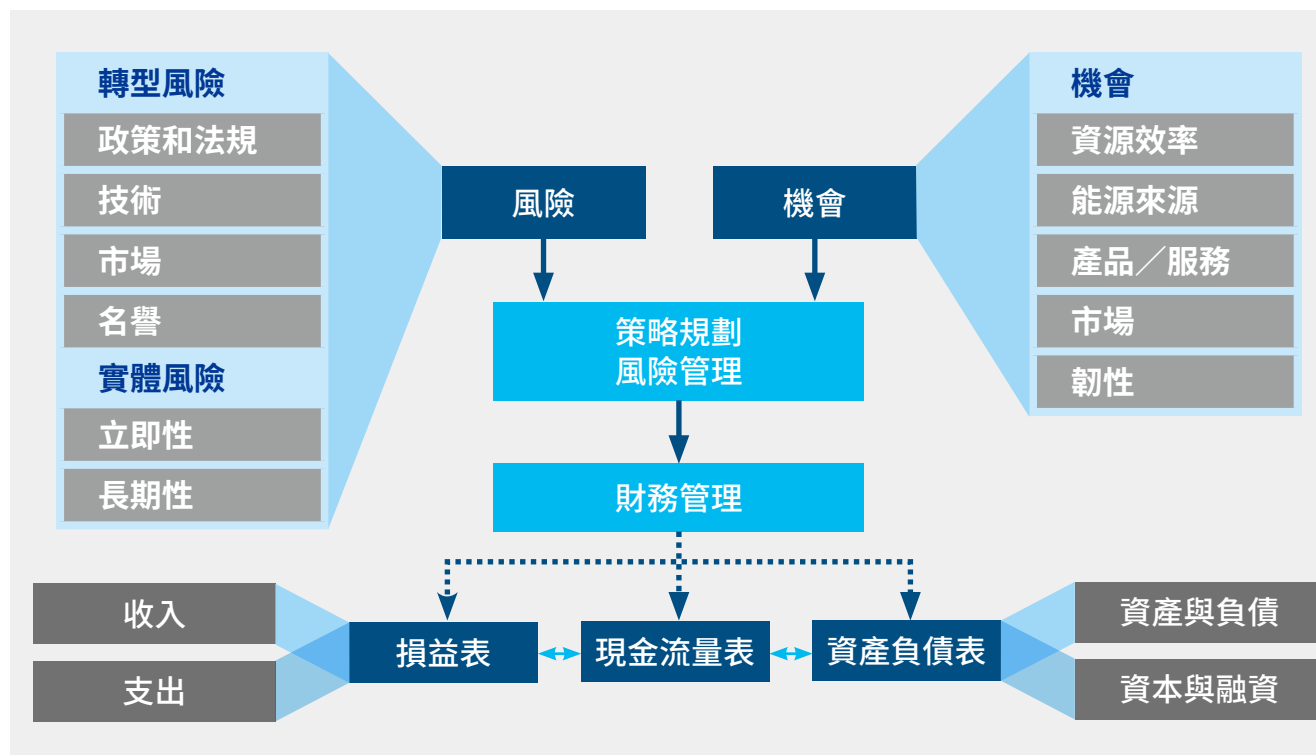 轉型風險
政策和法規
技術
市場
名譽
實體風險
立即性
長期性
風險
機會
策略規劃
風險管理
財務管理
機會
資源效率
能源來源
產品／服務
市場
韌性
收入
支出
損益表
現金流量表
資產負債表
資產與負債
資本與融資